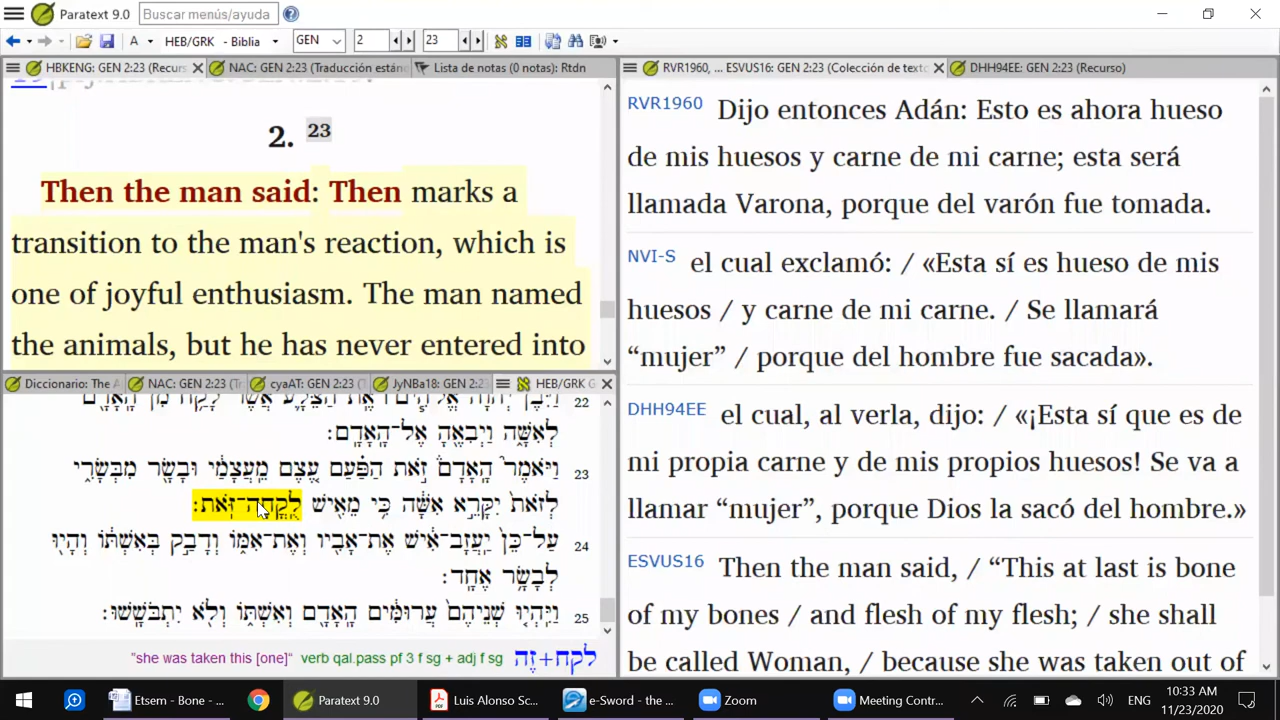 Paratext 9.0
Buscar menús/ayuda
HEB/GRK - Biblia
GEN
2
23
HBKENG: GEN 2:23 (Recurs
NAC: GEN 2:23 (Traducción están
Lista de notas (0 notas): Rtdn
2. 23
Then the man said: Then marks a
transition to the man's reaction, which is
one of joyful enthusiasm. The man named
the animals, but he has never entered into
Diccionario: The A
NAC: GEN 2:23 (Tr
cyaAT: GEN 2:23 (T
JyNBa18: GEN 2:23:
HEB/GRK G
22
לְאִשָּׁ֑ה וַיְבִאֶ֖הָ אֶל־הָֽאָדָֽם׃
23 וַיֹּאמֶר֮ הָֽאָדָם֒ זֹ֣את הַפַּ֗עַם עֶ֚צֶם מֵֽעֲצָמַ֔י וּבָשָׂ֖ר מִבְּשָׂרִ֑י
לְזֹאת֙ יִקָּרֵ֣א אִשָּׁ֔ה כִּ֥י מֵאִ֖ישׁ לֻֽקֳחָה־זֹּֽאת׃
24 עַל־כֵּן֙ יַֽעֲזָב־אִ֔ישׁ אֶת־אָבִ֖יו וְאֶת־אִמּ֑וֹ וְדָבַ֣ק בְּאִשְׁתּ֔וֹ וְהָי֖וּ
לְבָשָׂ֥ר אֶחָֽד׃
25 וַיִּֽהְי֤וּ שְׁנֵיהֶם֙ עֲרוּמִּ֔ים הָֽאָדָ֖ם וְאִשְׁתּ֑וֹ וְלֹ֖א יִתְבֹּשָֽׁשׁוּ׃
"she was taken this [one]" verb qal.pass pf 3 f sg + adj f sg לקח+זֶה
RVR1960, ... ESVUS16: GEN 2:23 (Colección de texto
DHH94EE: GEN 2:23 (Recurso)
RVR1960 Dijo entonces Adán: Esto es ahora hueso
de mis huesos y carne de mi carne; esta será
llamada Varona, porque del varón fue tomada.
NVI-S el cual exclamó: / «Esta sí es hueso de mis
huesos / y carne de mi carne. / Se llamará
“mujer” / porque del hombre fue sacada».
DHH94EE el cual, al verla, dijo: / «¡Esta sí que es de
mi propia carne y de mis propios huesos! Se va a
llamar “mujer”, porque Dios la sacó del hombre.»
ESVUS16 Then the man said, / “This at last is bone
of my bones / and flesh of my flesh; / she shall
be called Woman, / because she was taken out of
Etsem - Bone - ...
Paratext 9.0
Luis Alonso Sc...
e-Sword - the ...
Zoom
Meeting Contr...
ENG
10:33 AM
11/23/2020